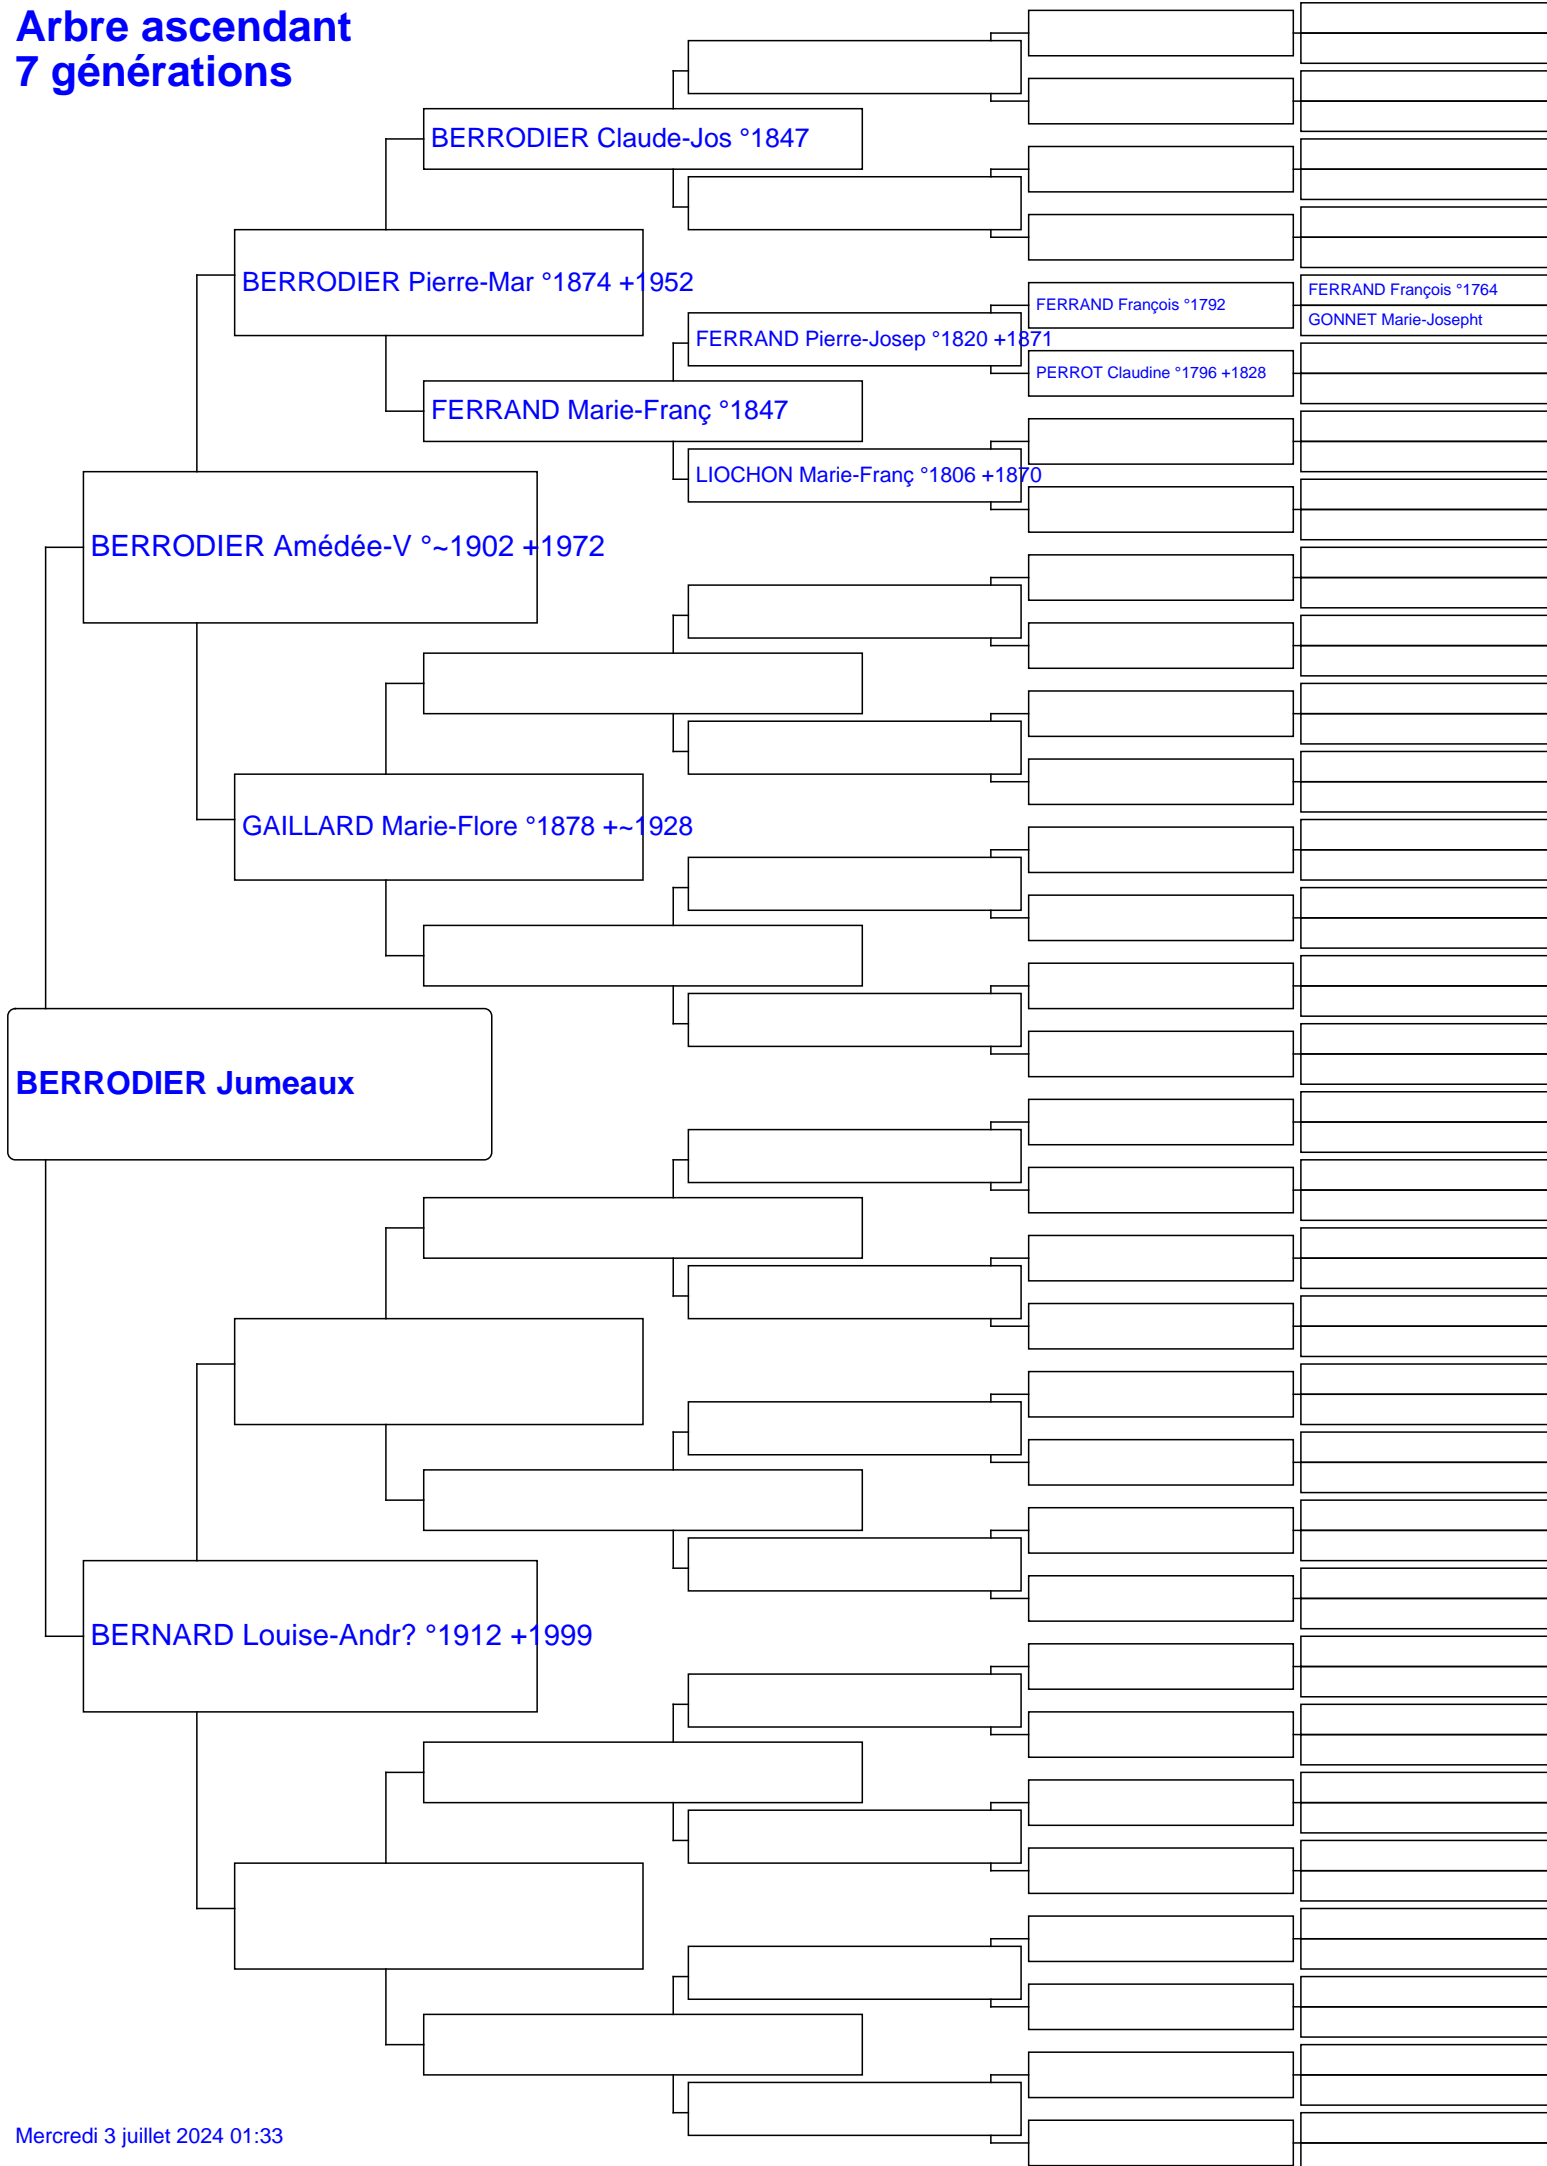 Arbre ascendant
7 générations
BERRODIER Claude-Jos °1847
BERRODIER Pierre-Mar °1874 +1952
FERRAND François °1792
FERRAND François °1764
GONNET Marie-Josepht
FERRAND Pierre-Josep °1820 +1871
PERROT Claudine °1796 +1828
FERRAND Marie-Franç °1847
LIOCHON Marie-Franç °1806 +1870
BERRODIER Amédée-V °~1902 +1972
GAILLARD Marie-Flore °1878 +~1928
BERRODIER Jumeaux
BERNARD Louise-Andr? °1912 +1999
Mercredi 3 juillet 2024 01:33